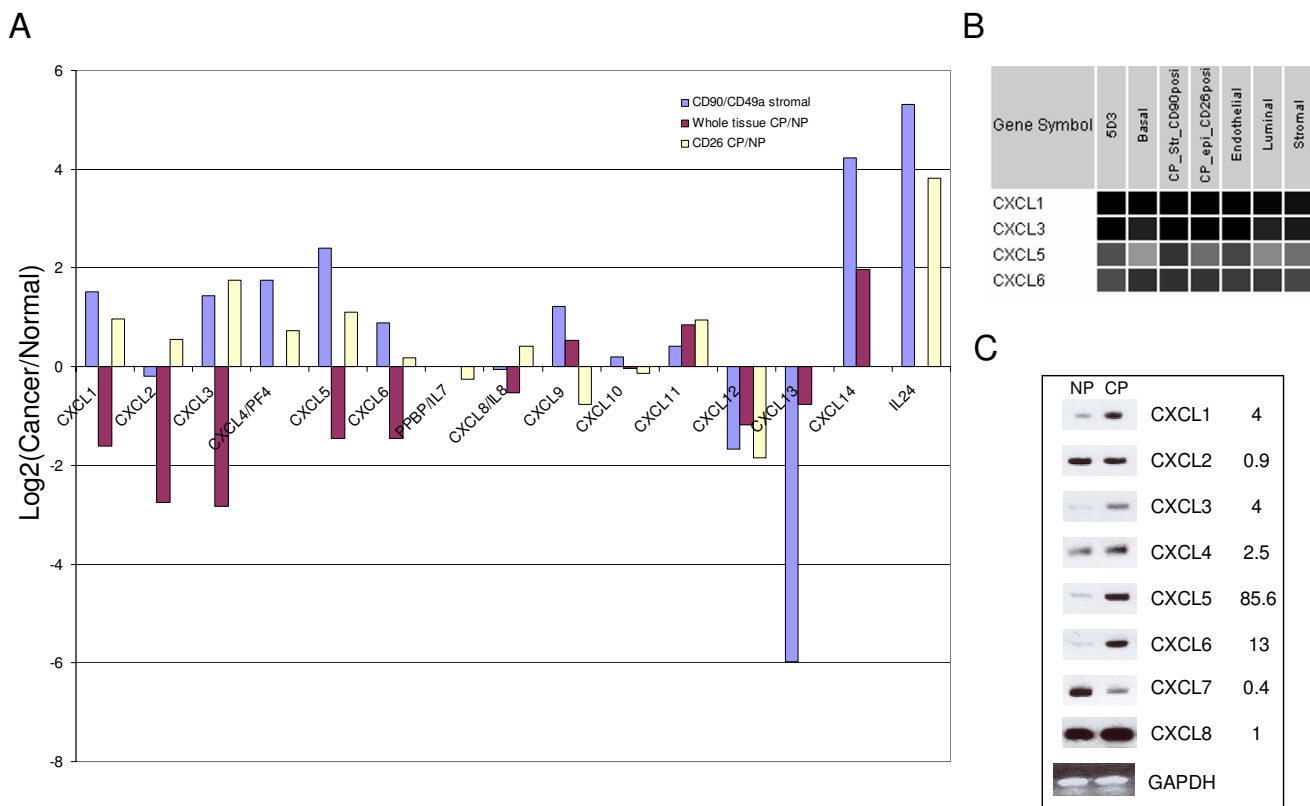 A
6
4
2
0
-2
-4
-6
-8
Log2(Cancer/Normal)
CD90/CD49a stromal
Whole tissue CP/NP
CD26 CP/NP
CXCL1
CXCL2
CXCL3
CXCL4/PF4
CXCL5
CXCL6
PPBP/IL7
CXCL8/IL8
CXCL9
CXCL10
CXCL11
CXCL12
CXCL13
CXCL14
IL24
B
Gene Symbol
5D3
Basal
CP_Str_CD90posi
CP_epi_CD26posi
Endothelial
Luminal
Stromal
CXCL1
CXCL3
CXCL5
CXCL6
C
NP CP
CXCL1 4
CXCL2 0.9
CXCL3 4
CXCL4 2.5
CXCL5 85.6
CXCL6 13
CXCL7 0.4
CXCL8 1
GAPDH